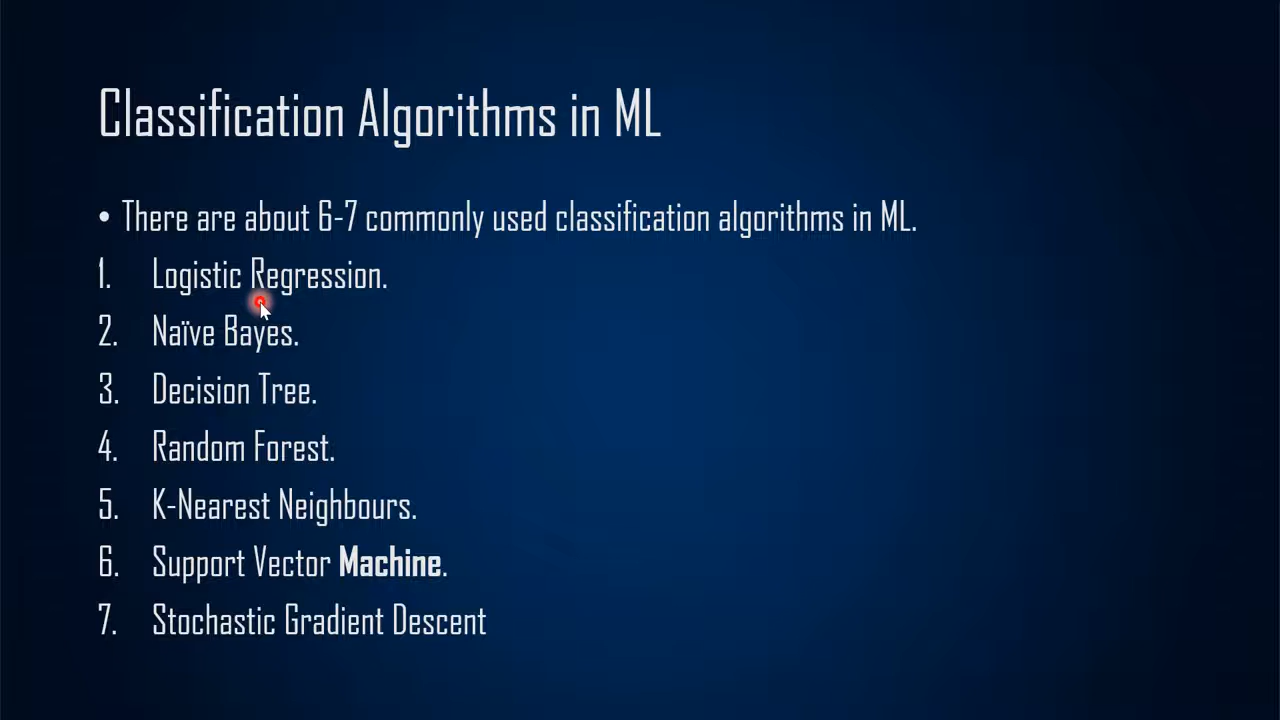 Classification Algorithms in ML
• There are about 6-7 commonly used classification algorithms in ML.
1. Logistic Regression.
2. Naïve Bayes.
3. Decision Tree.
4. Random Forest.
5. K-Nearest Neighbours.
6. Support Vector Machine.
7. Stochastic Gradient Descent